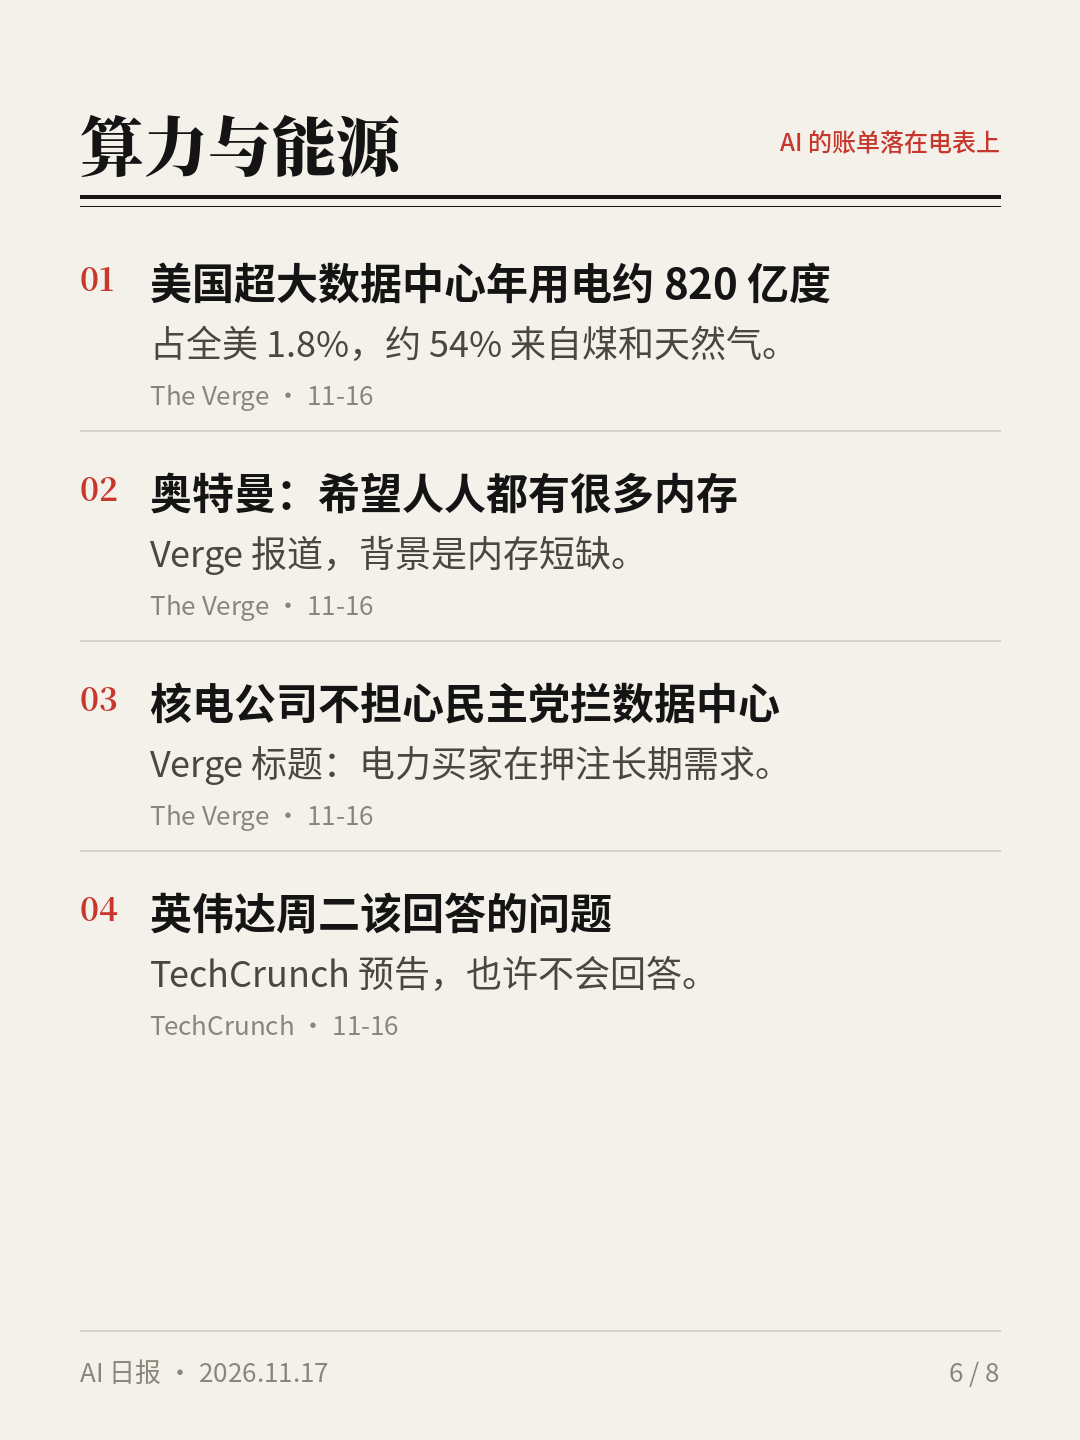 算力与能源
AI 的账单落在电表上
01 美国超大数据中心年用电约 820 亿度
占全美 1.8%，约 54% 来自煤和天然气。
The Verge · 11-16
02 奥特曼：希望人人都有很多内存
Verge 报道，背景是内存短缺。
The Verge · 11-16
03 核电公司不担心民主党拦数据中心
Verge 标题：电力买家在押注长期需求。
The Verge · 11-16
04 英伟达周二该回答的问题
TechCrunch 预告，也许不会回答。
TechCrunch · 11-16
AI 日报 · 2026.11.17
6 / 8